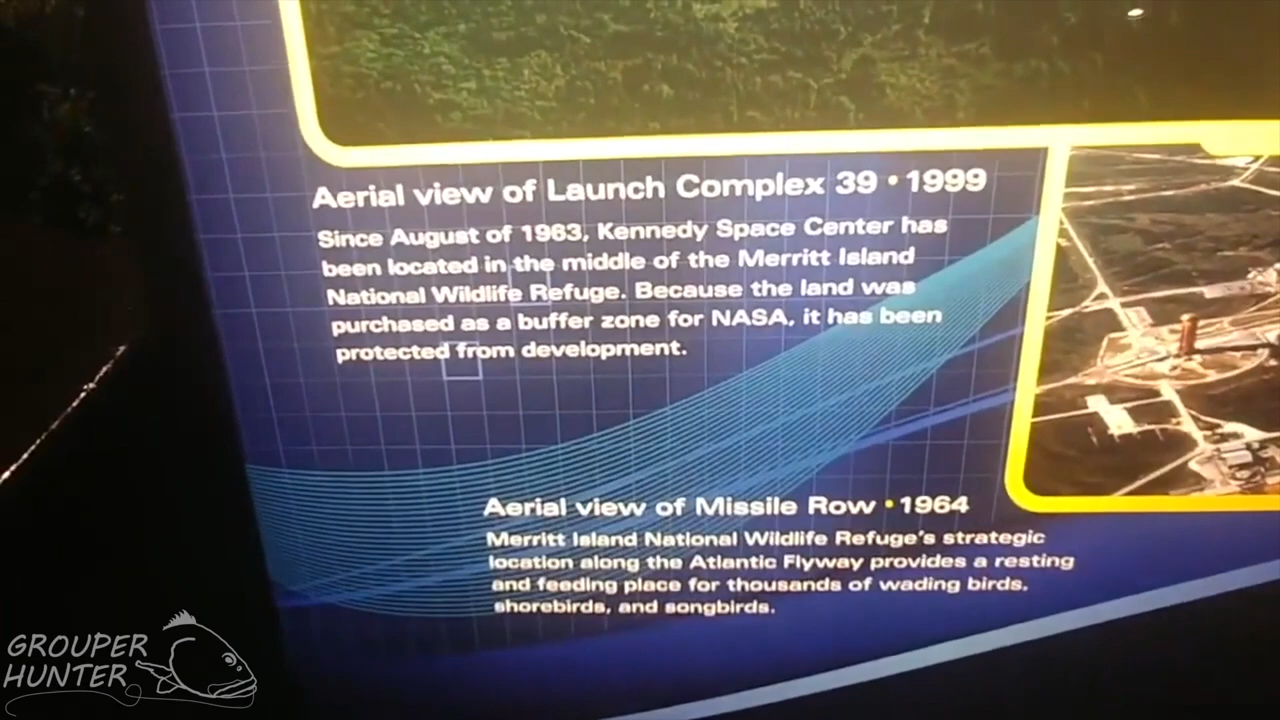 Aerial view of Launch Complex 39 • 1999
Since August of 1963, Kennedy Space Center has
been located in the middle of the Merritt Island
National Wildlife Refuge. Because the land was
purchased as a buffer zone for NASA, it has been
protected from development.
Aerial view of Missile Row • 1964
Merritt Island National Wildlife Refuge's strategic
location along the Atlantic Flyway provides a resting
and feeding place for thousands of wading birds,
shorebirds, and songbirds.
GROUPER
HUNTER